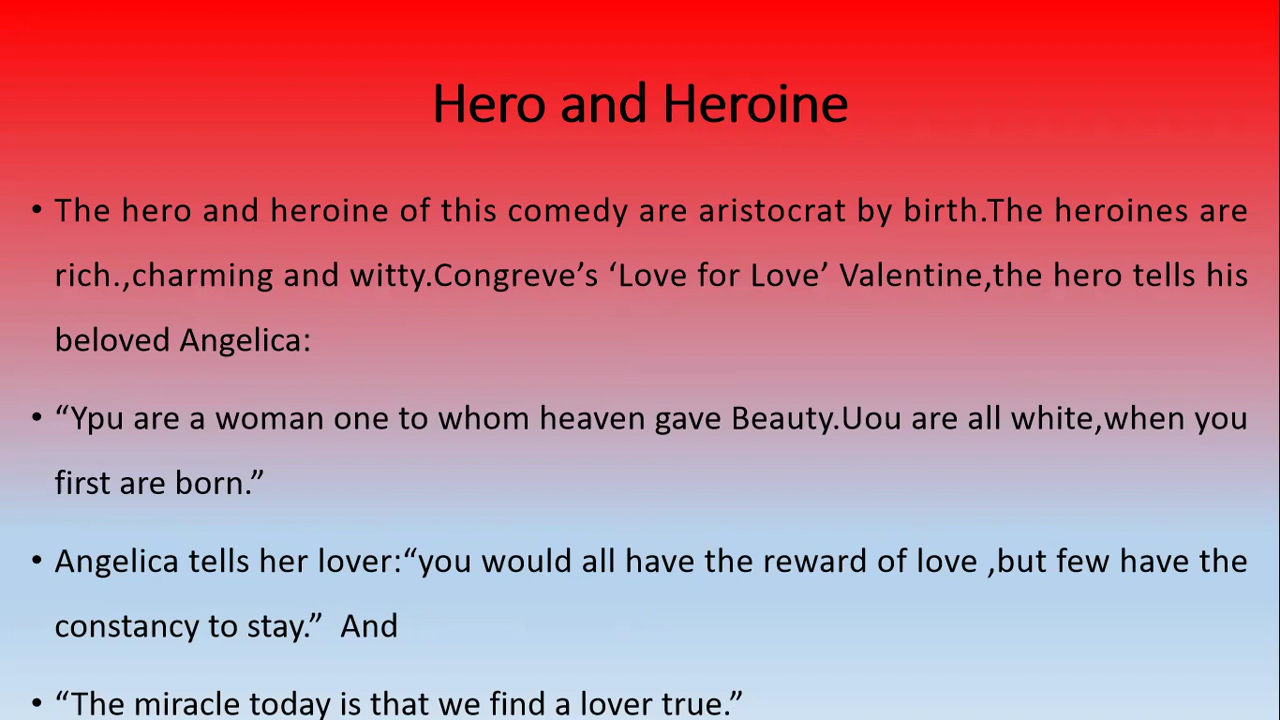 Hero and Heroine
• The hero and heroine of this comedy are aristocrat by birth.The heroines are
rich.,charming and witty.Congreve’s ‘Love for Love’ Valentine,the hero tells his
beloved Angelica:
• “Ypu are a woman one to whom heaven gave Beauty.Uou are all white,when you
first are born.”
• Angelica tells her lover:“you would all have the reward of love ,but few have the
constancy to stay.”  And
• “The miracle today is that we find a lover true.”